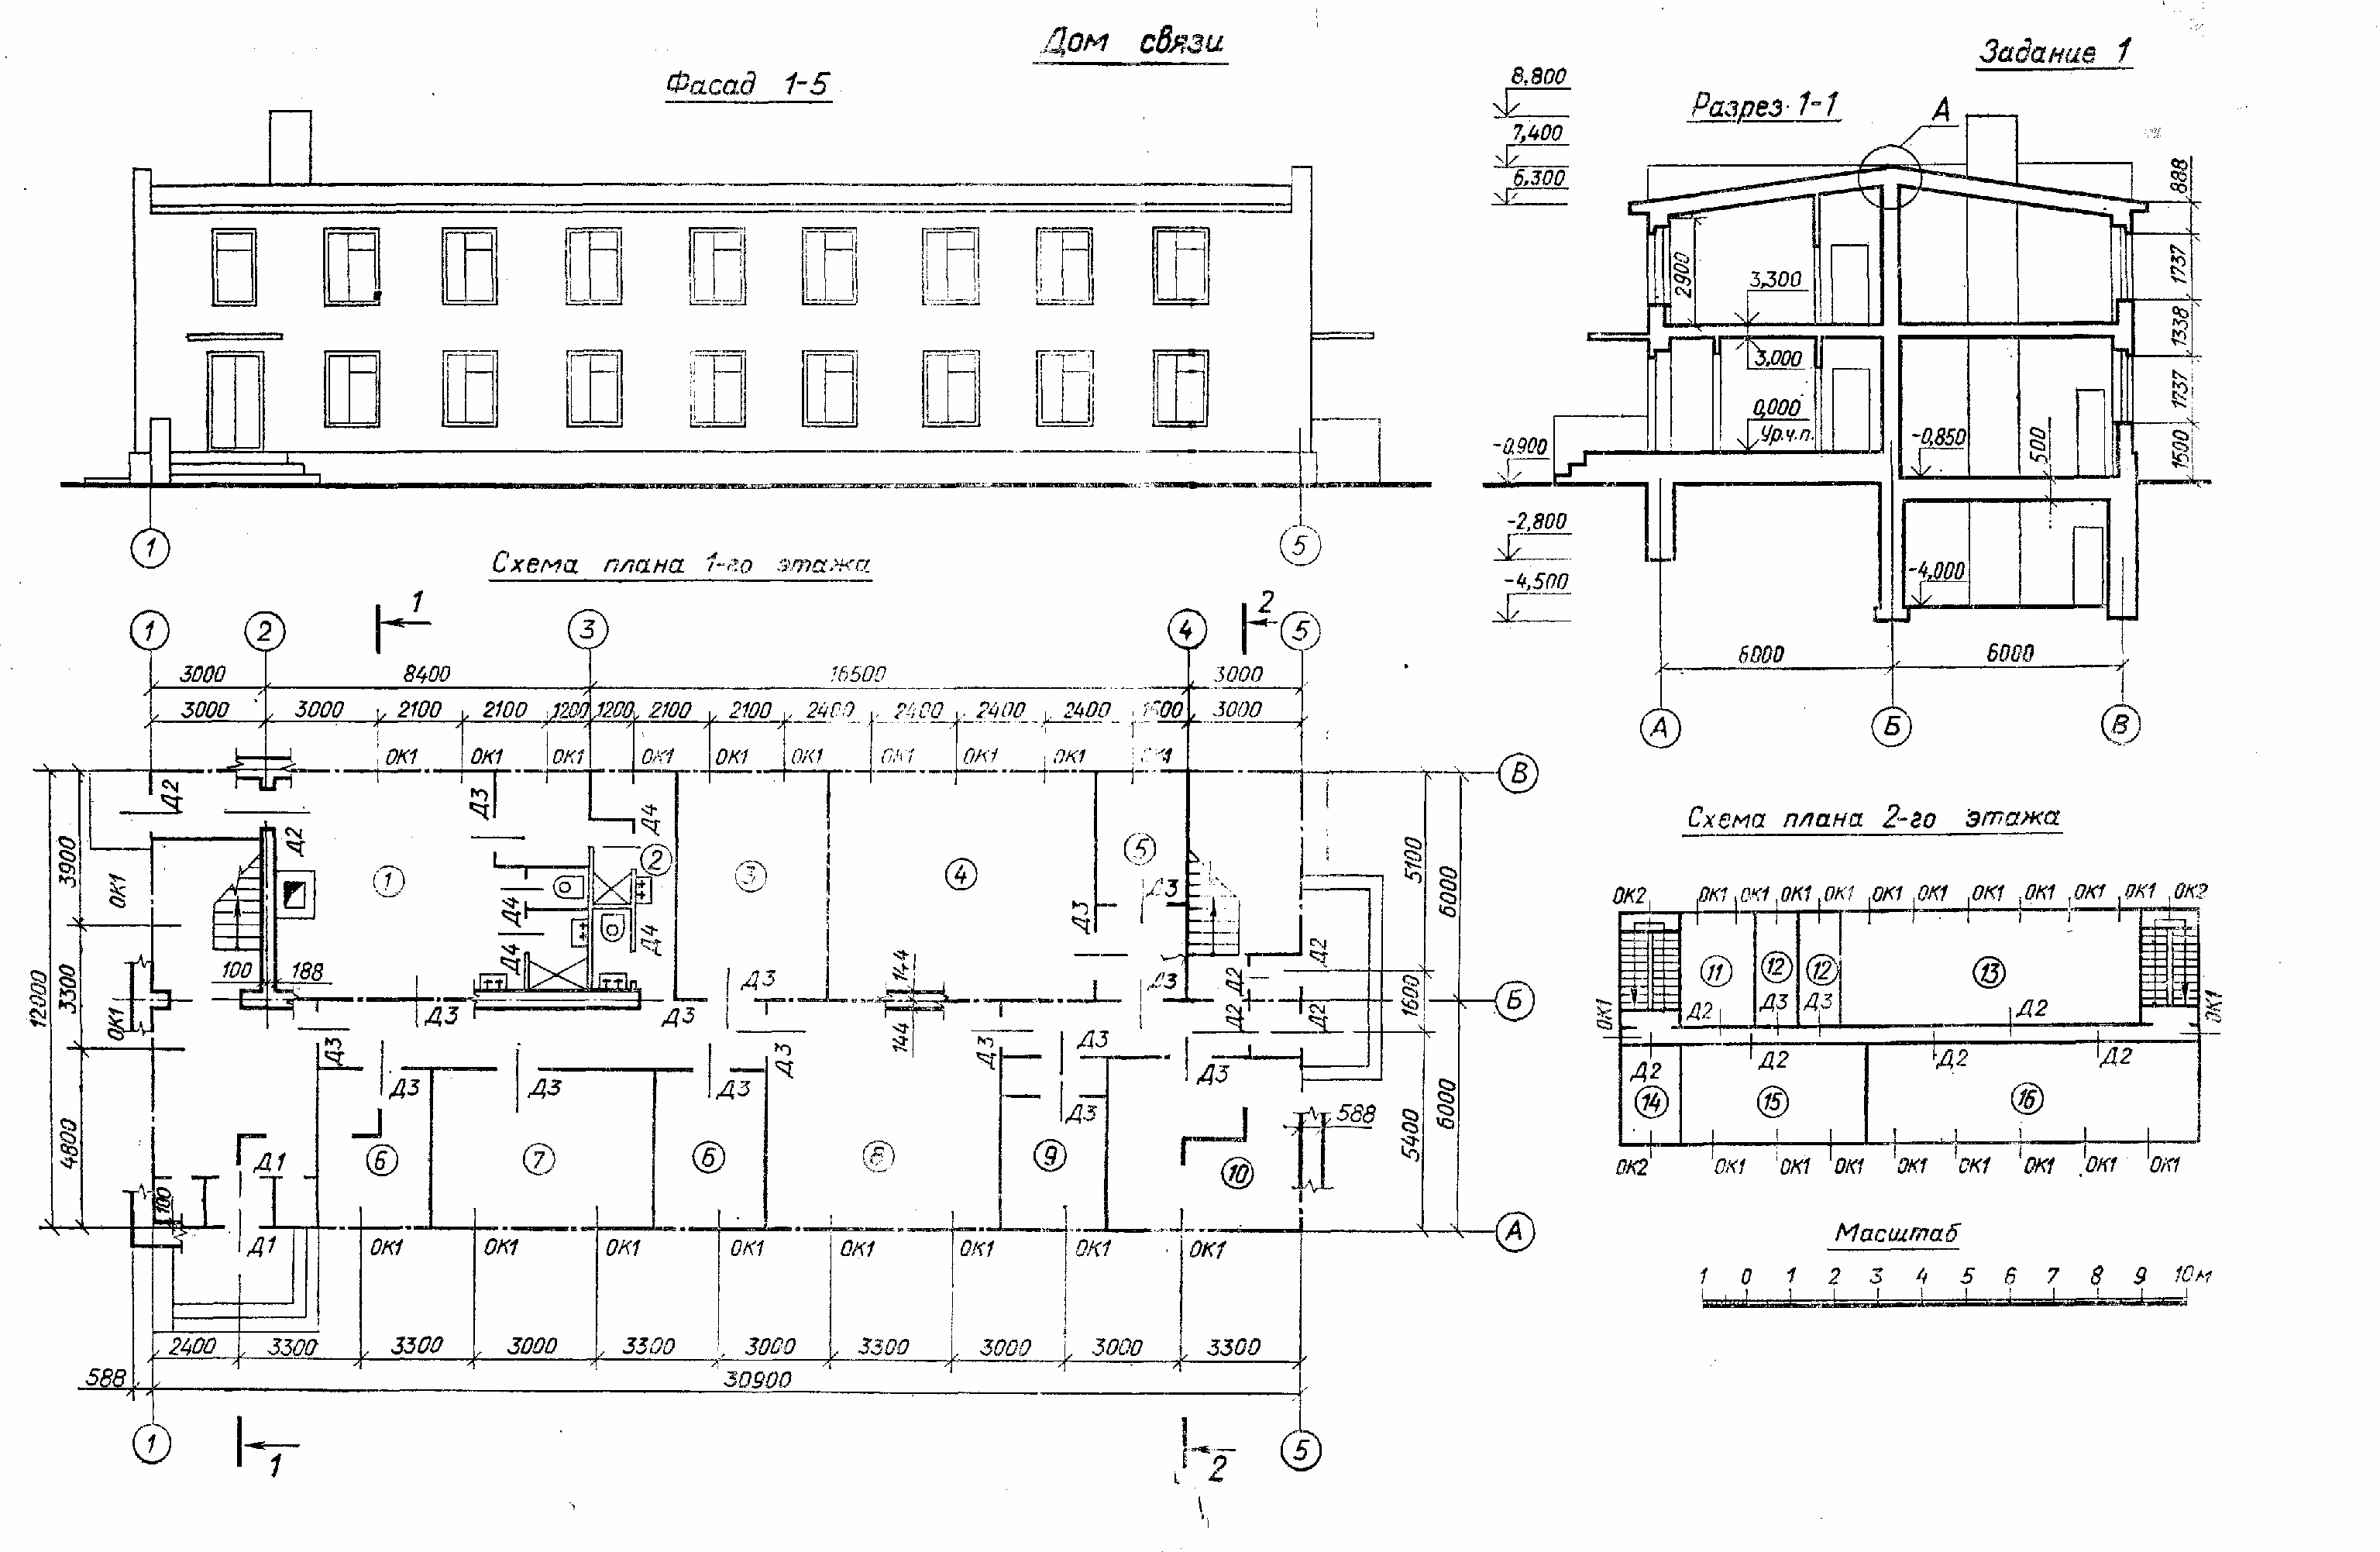 Дом связи
Задание 1
Фасад 1-5
1
5
8,800
7,400
6,300
-0,900
-2,800
-4,500
Разрез 1-1
А
2900
3,300
3,000
0,000
Ур.ч.п.
-0,850
500
-4,000
888
1737
1338
1737
1500
6000 6000
А Б В
Схема плана 1-го этажа
1 2
1 2 3 4 5
3000 8400 16500 3000
3000 3000 2100 2100 1200 1200 2100 2100 2400 2400 2400 2400 1500 3000
ОК1 ОК1 ОК1 ОК1 ОК1 ОК1 ОК1 ОК1 ОК1 ОК1
В
Д2 Д3 Д4
Д2
1 2 3 4 5
Д3
Д4 Д4
Д4
Д3
Д2
ОК1
ОК1
100 188
144
144
Д3 Д3 Д3 Д3
Д2 Д2
Д2 Д2
Б
Д3 Д3 Д3 Д3
Д3 Д3 Д3 Д3 Д3
6 7 6 8 9 10
Д1
100
588
Д1 ОК1 ОК1 ОК1 ОК1 ОК1 ОК1 ОК1 ОК1
А
12000
3900
3300
4800
5100
1600
5400
6000
6000
2400 3300 3300 3000 3300 3000 3300 3000 3000 3300
588 30900
1 5
1 2
Схема плана 2-го этажа
ОК2 ОК1 ОК1 ОК1 ОК1 ОК1 ОК1 ОК1 ОК1 ОК1 ОК1 ОК2
11 12 12 13
Д2 Д3 Д3 Д2
ОК1 ОК1
Д2 Д2 Д2 Д2
14 15 16
ОК2 ОК1 ОК1 ОК1 ОК1 ОК1 ОК1 ОК1 ОК1
Масштаб
1 0 1 2 3 4 5 6 7 8 9 10м